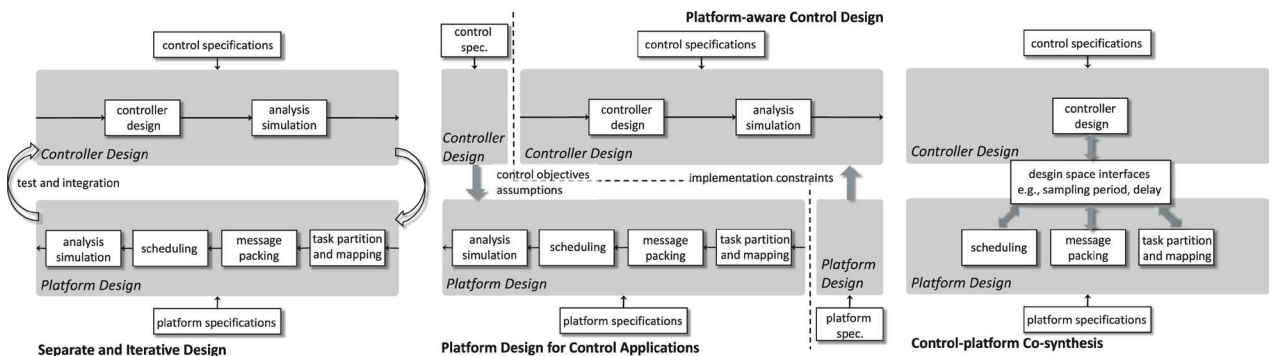 control specifications
controller
design
analysis
simulation
Controller Design
test and integration
analysis
simulation
scheduling
message
packing
task partition
and mapping
Platform Design
platform specifications
Separate and Iterative Design
Platform-aware Control Design
control
spec.
control specifications
Controller
Design
controller
design
analysis
simulation
Controller Design
control objectives
assumptions
implementation constraints
analysis
simulation
scheduling
message
packing
task partition
and mapping
Platform Design
Platform
Design
platform specifications
platform
spec.
Platform Design for Control Applications
control specifications
controller
design
Controller Design
desgin space interfaces
e.g., sampling period, delay
scheduling
message
packing
task partition
and mapping
Platform Design
platform specifications
Control-platform Co-synthesis